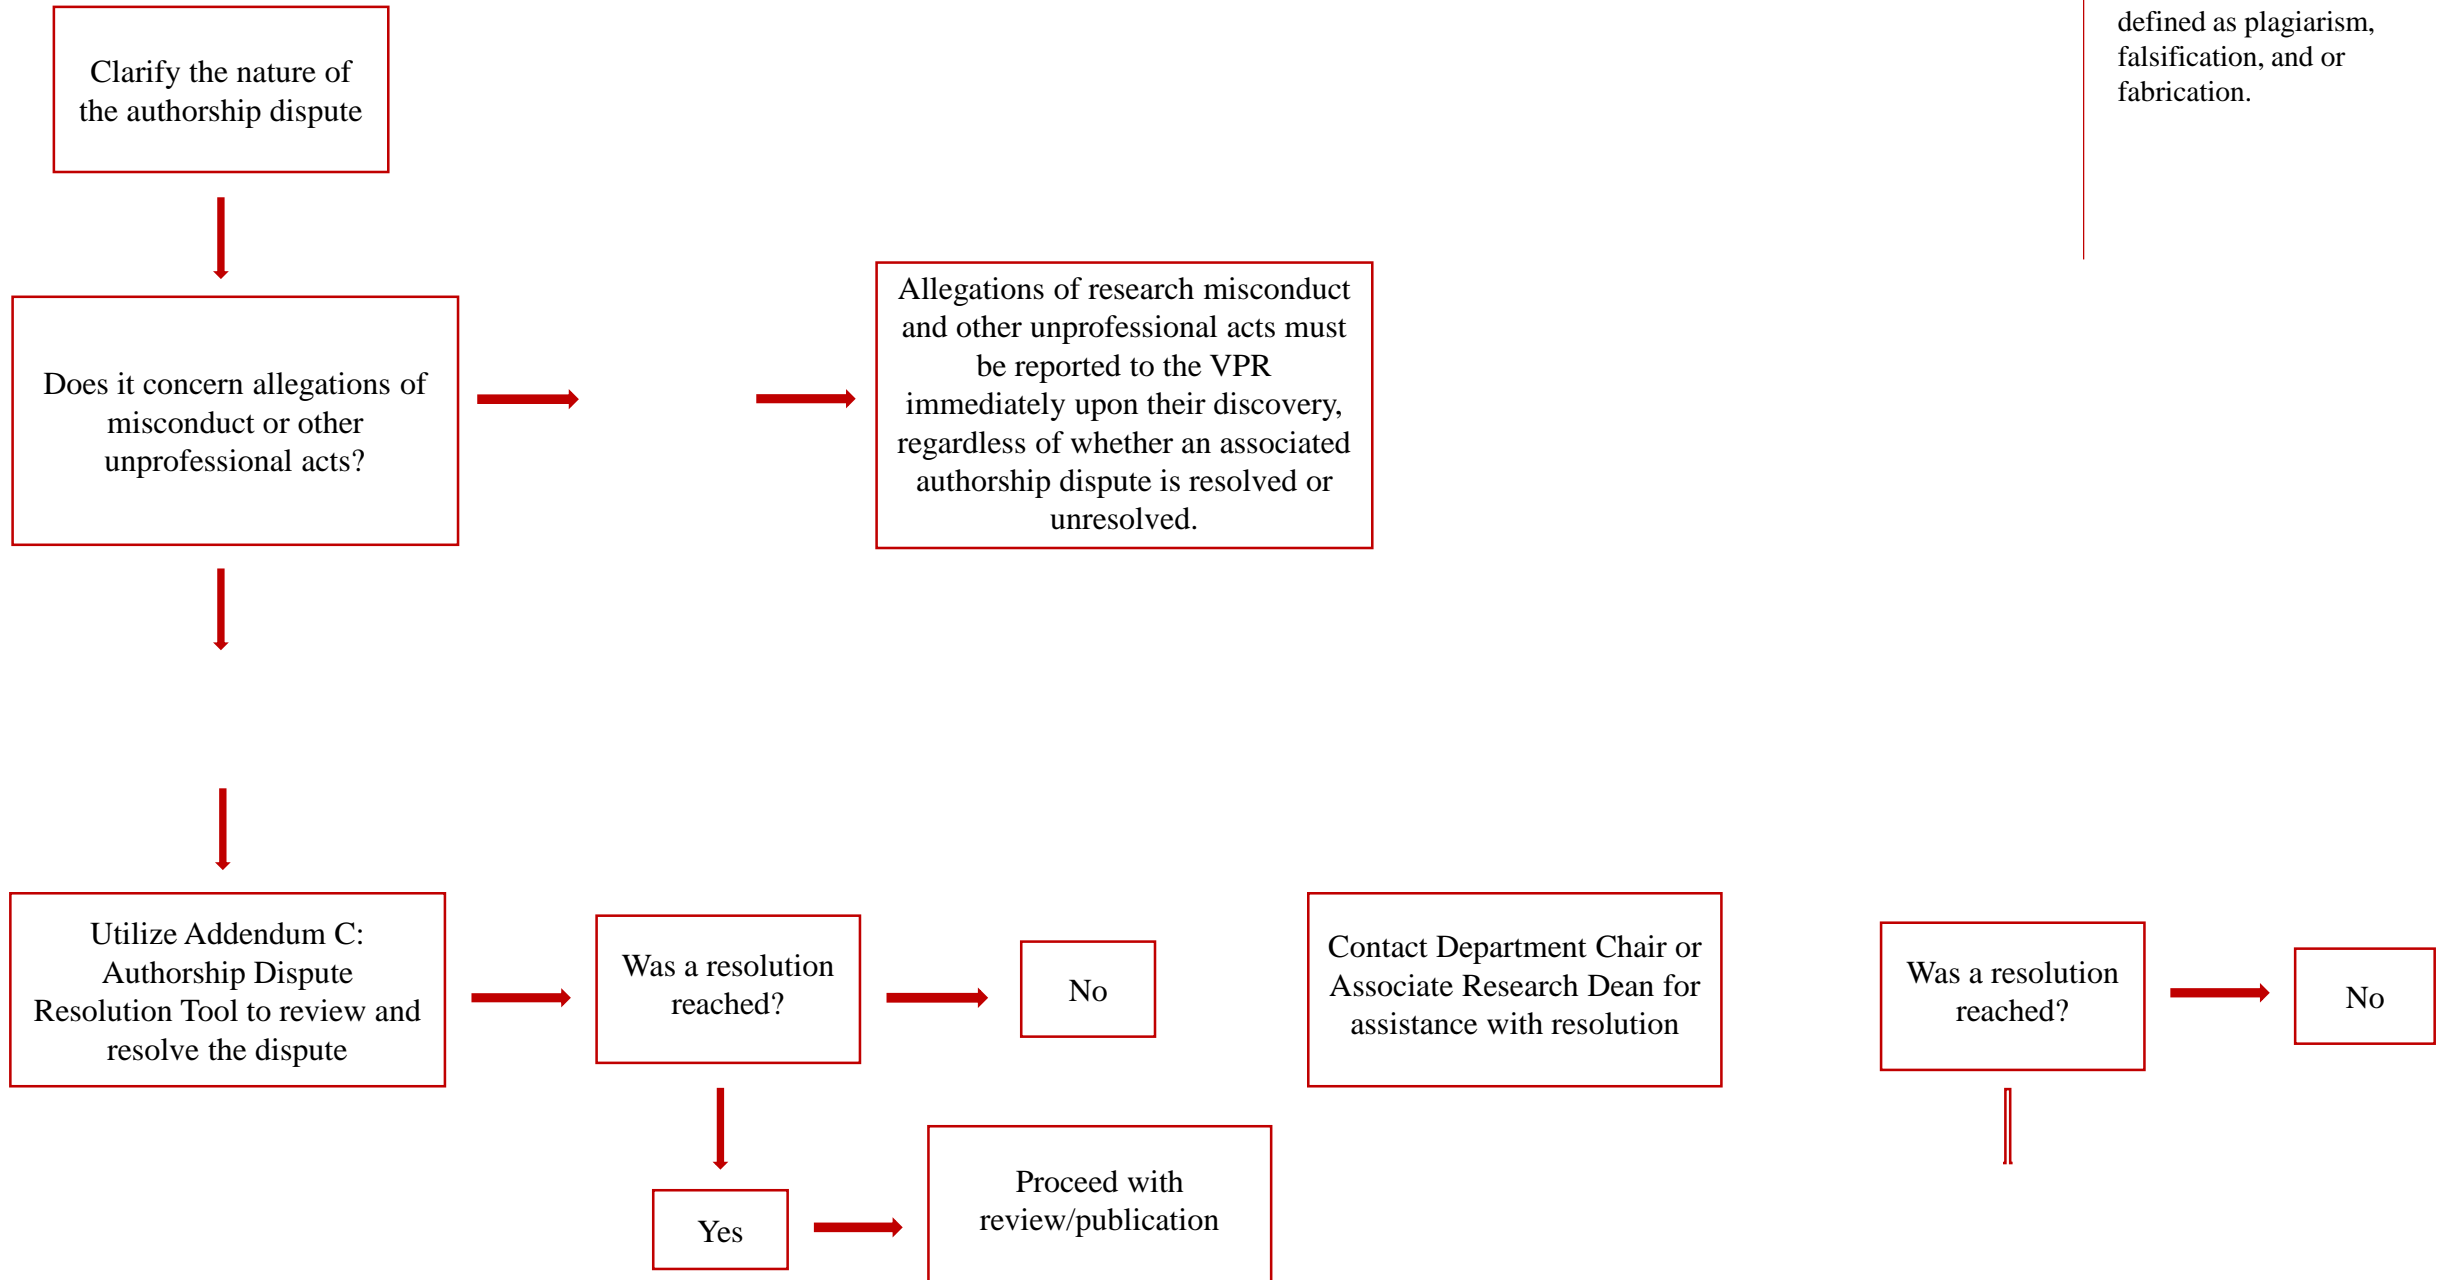 defined as plagiarism,
falsification, and or
fabrication.
Clarify the nature of
the authorship dispute
Does it concern allegations of
misconduct or other
unprofessional acts?
Allegations of research misconduct
and other unprofessional acts must
be reported to the VPR
immediately upon their discovery,
regardless of whether an associated
authorship dispute is resolved or
unresolved.
Utilize Addendum C:
Authorship Dispute
Resolution Tool to review and
resolve the dispute
Was a resolution
reached?
No
Contact Department Chair or
Associate Research Dean for
assistance with resolution
Was a resolution
reached?
No
Yes
Proceed with
review/publication